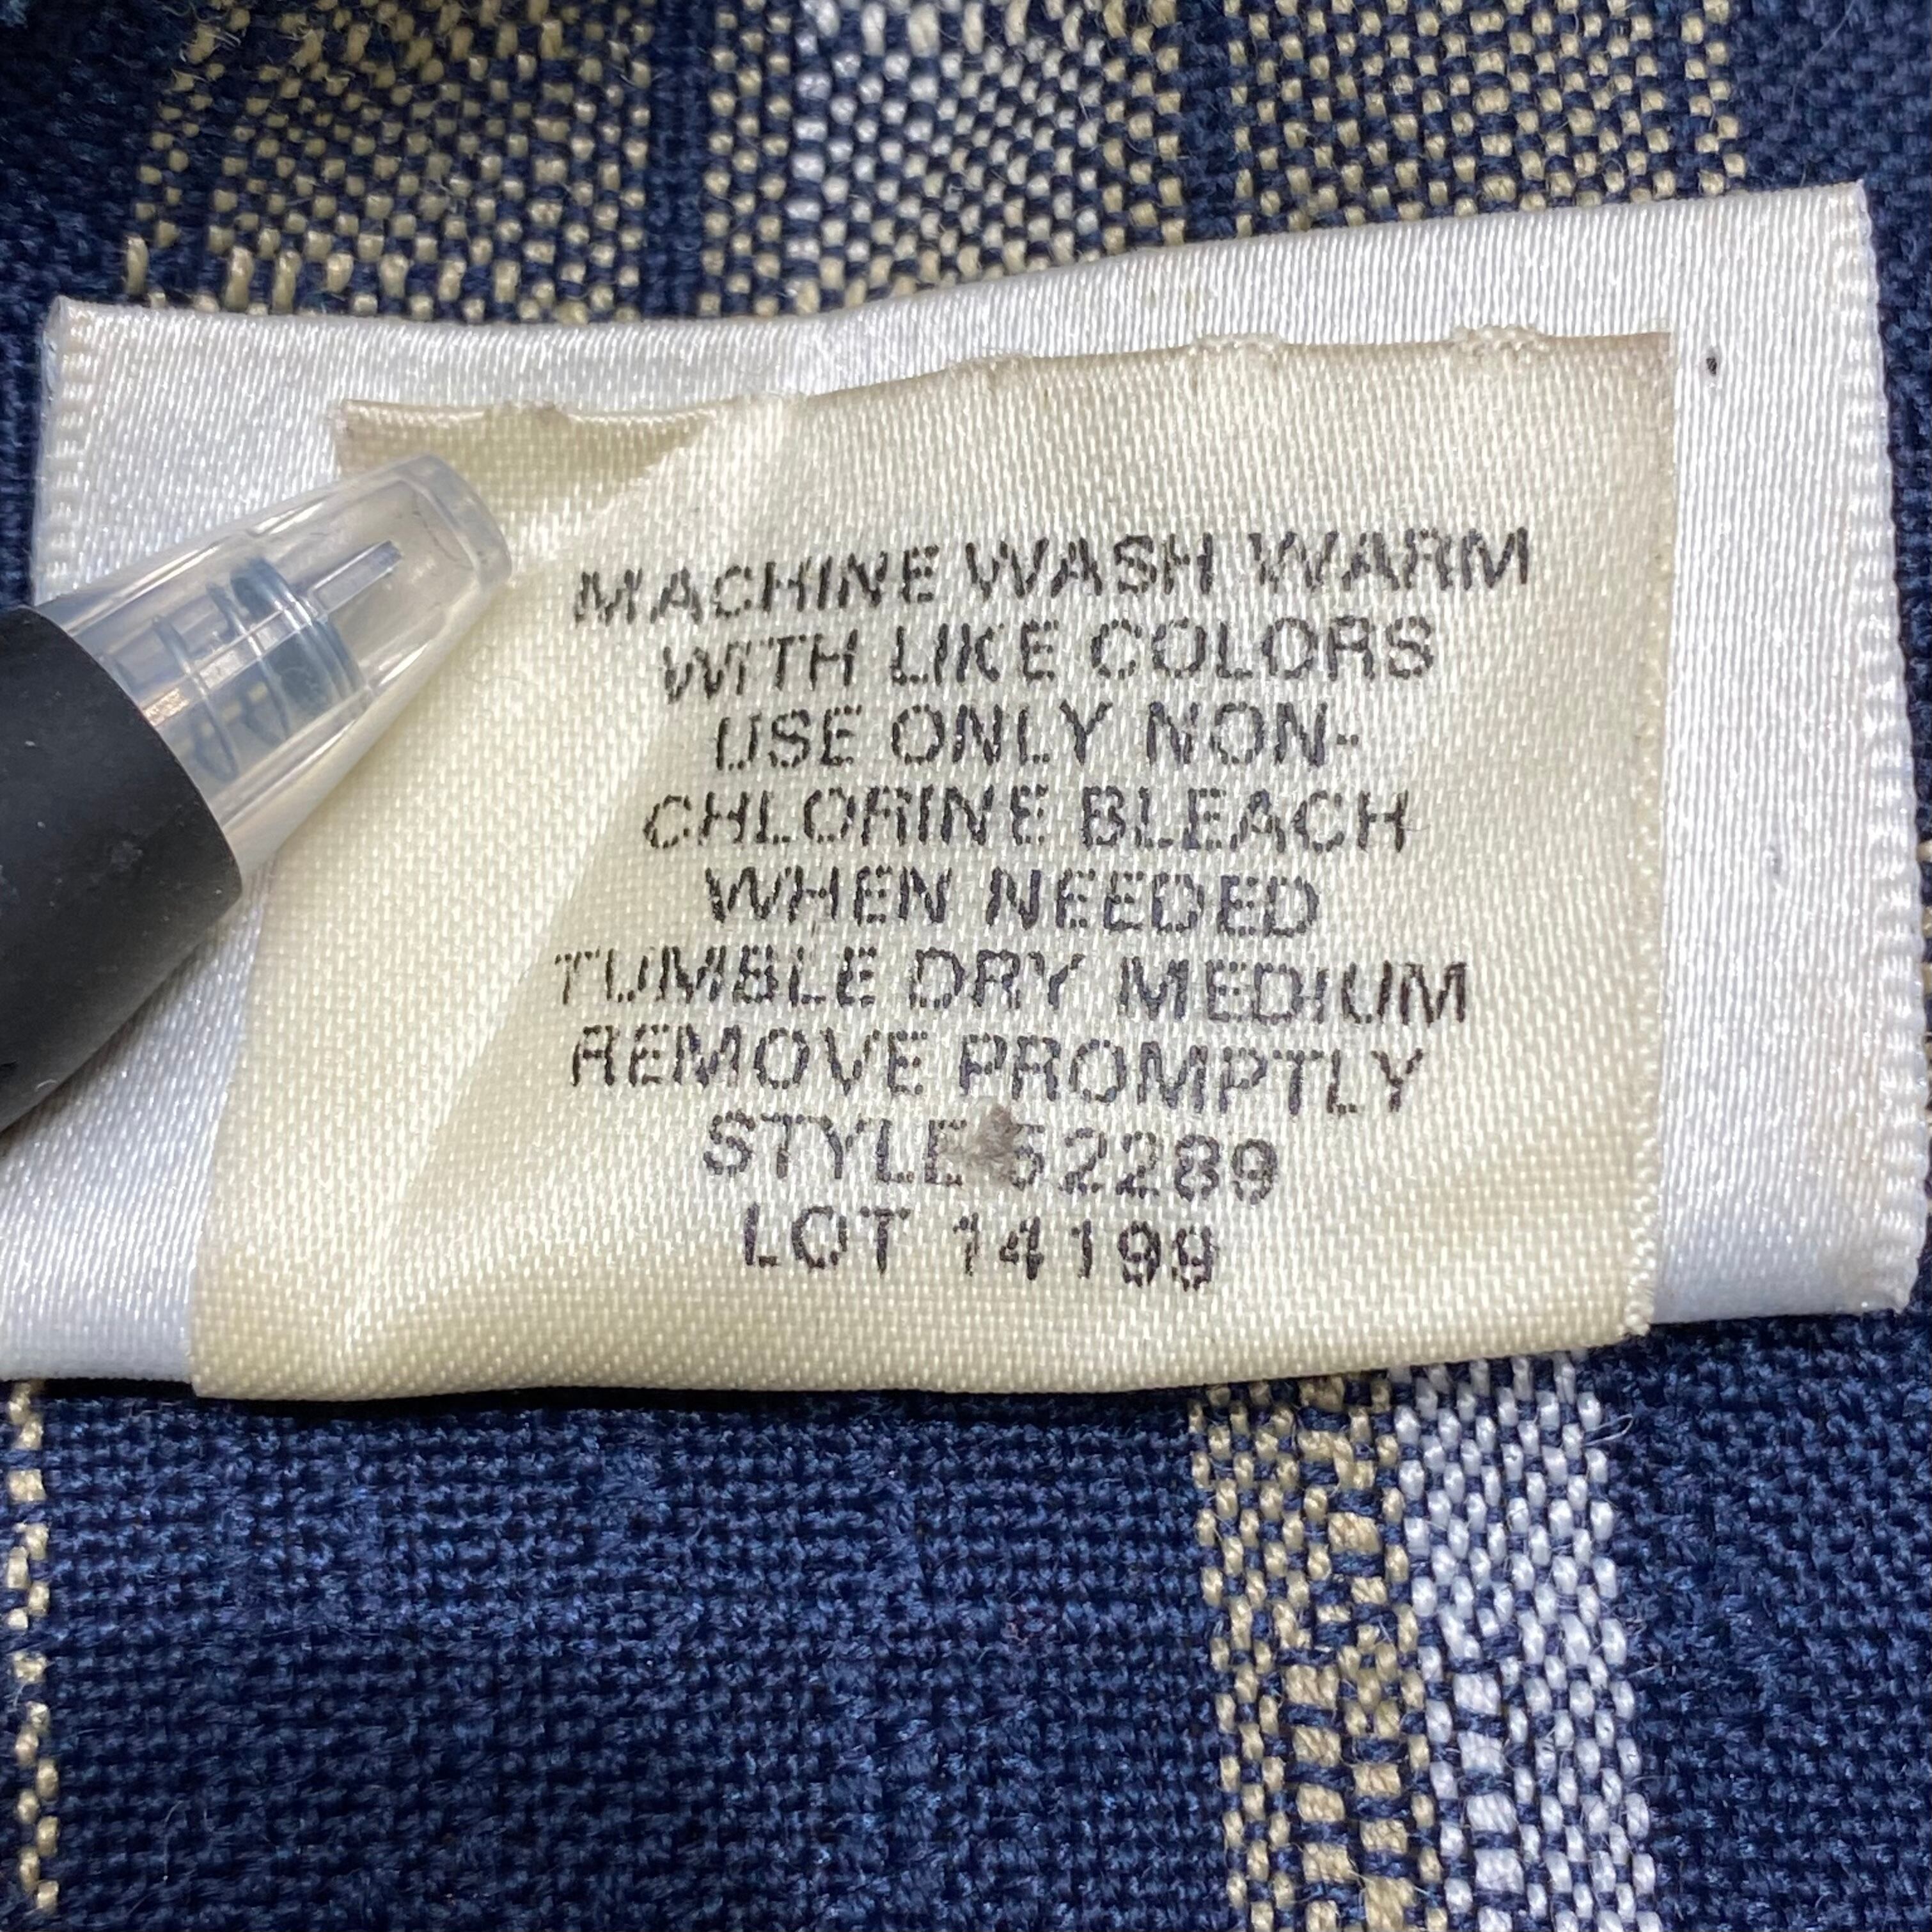 MACHINE WASH WARM
WITH LIKE COLORS
USE ONLY NON-
CHLORINE BLEACH
WHEN NEEDED
TUMBLE DRY MEDIUM
REMOVE PROMPTLY
STYLE 52289
LOT 14199